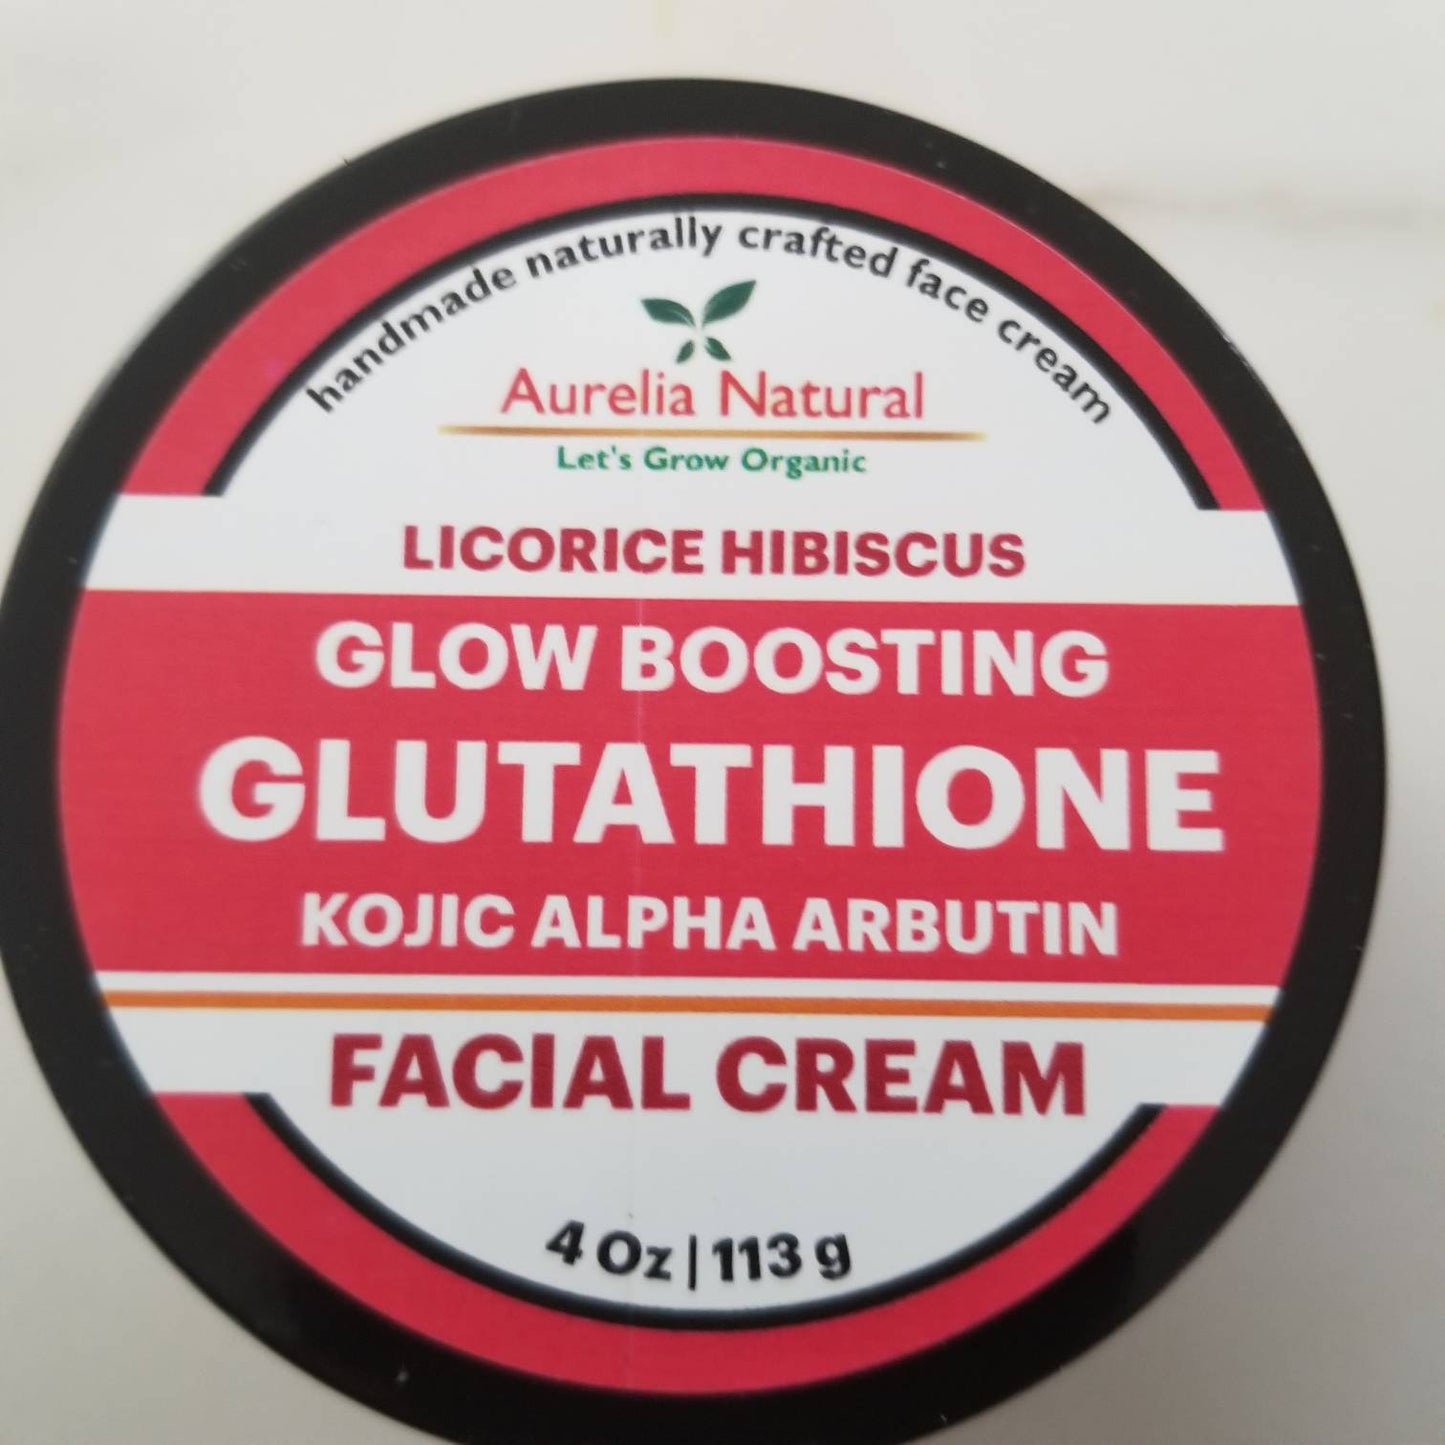 handmade naturally crafted face cream
Aurelia Natural
Let's Grow Organic
LICORICE HIBISCUS
GLOW BOOSTING
GLUTATHIONE
KOJIC ALPHA ARBUTIN
FACIAL CREAM
4 Oz | 113 g